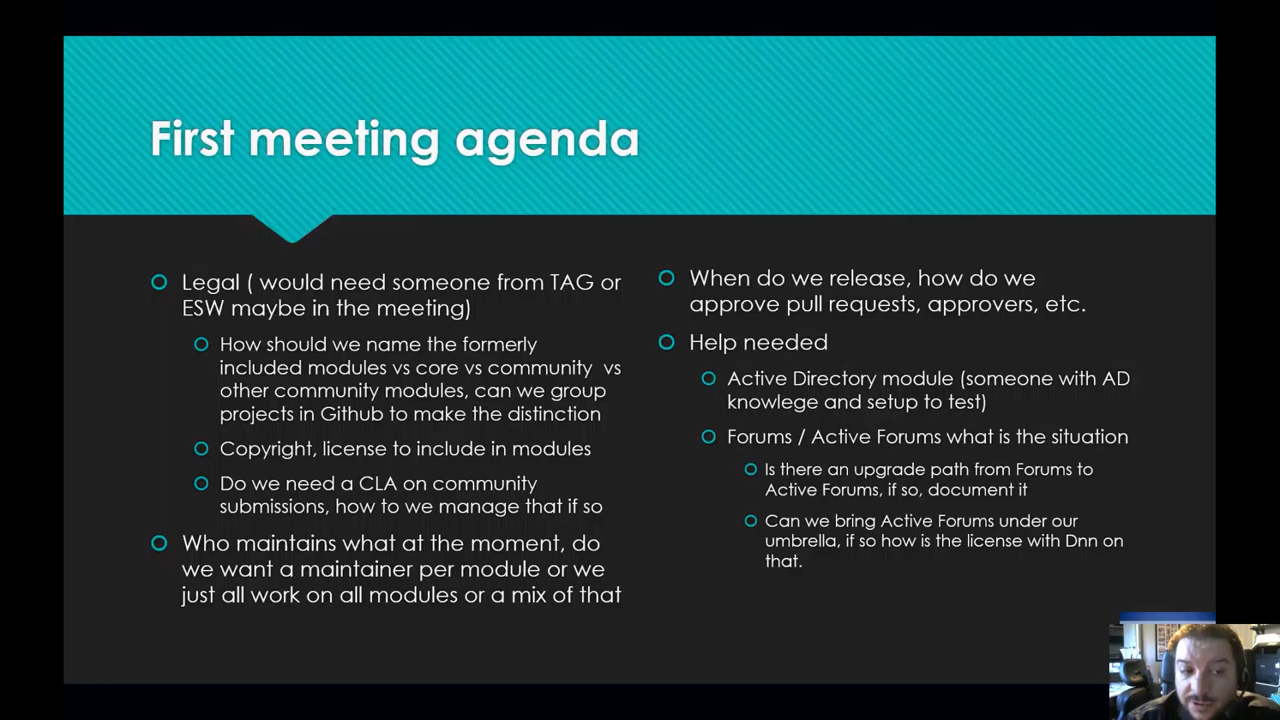 First meeting agenda
Legal ( would need someone from TAG or
ESW maybe in the meeting)
How should we name the formerly
included modules vs core vs community vs
other community modules, can we group
projects in Github to make the distinction
Copyright, license to include in modules
Do we need a CLA on community
submissions, how to we manage that if so
Who maintains what at the moment, do
we want a maintainer per module or we
just all work on all modules or a mix of that
When do we release, how do we
approve pull requests, approvers, etc.
Help needed
Active Directory module (someone with AD
knowlege and setup to test)
Forums / Active Forums what is the situation
Is there an upgrade path from Forums to
Active Forums, if so, document it
Can we bring Active Forums under our
umbrella, if so how is the license with Dnn on
that.